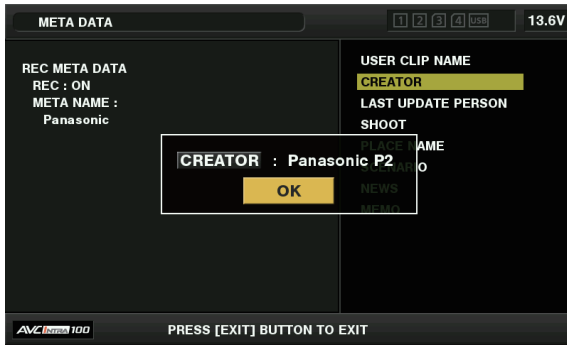 META DATA
1 2 3 4 USB
13.6V
REC META DATA
REC : ON
META NAME :
Panasonic
USER CLIP NAME
CREATOR
LAST UPDATE PERSON
SHOOT
PLACE NAME
SCENARIO
NEWS
MEMO
CREATOR : Panasonic P2
OK
AVC INTRA 100
PRESS [EXIT] BUTTON TO EXIT